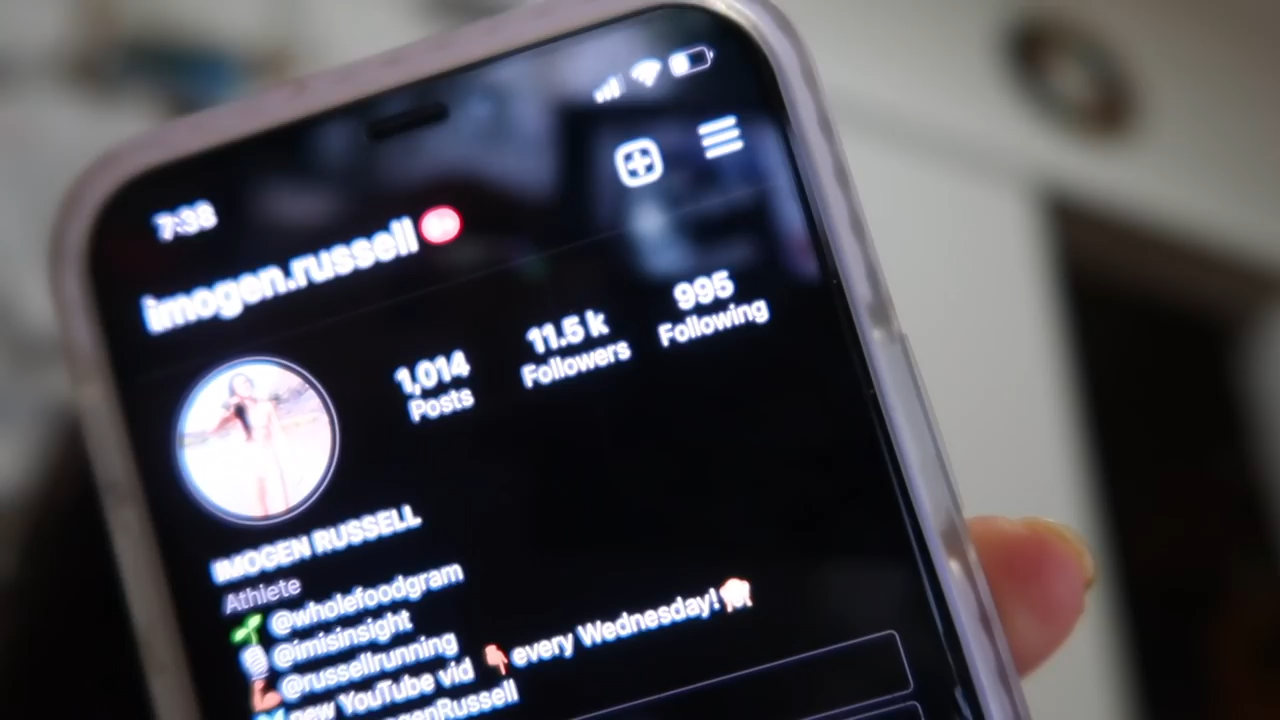 7:38
imogen.russell
1,014 11.5 k 995
Posts Followers Following
IMOGEN RUSSELL
Athlete
@wholefoodgram
@imisinsight
@russellrunning
new YouTube vid 👇every Wednesday!
genRussell